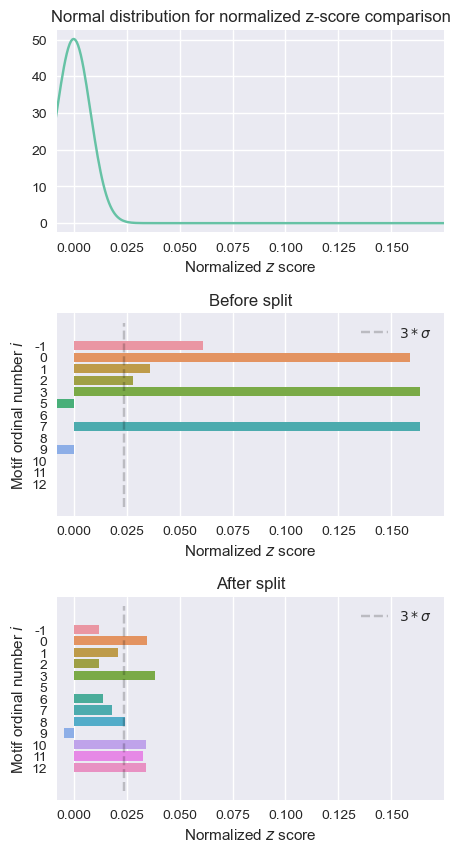 Normal distribution for normalized z-score comparison
50
40
30
20
10
0
0.000 0.025 0.050 0.075 0.100 0.125 0.150
Normalized z score
Before split
3 * σ
Motif ordinal number i
-1
0
1
2
3
5
6
7
8
9
10
11
12
0.000 0.025 0.050 0.075 0.100 0.125 0.150
Normalized z score
After split
3 * σ
Motif ordinal number i
-1
0
1
2
3
5
6
7
8
9
10
11
12
0.000 0.025 0.050 0.075 0.100 0.125 0.150
Normalized z score